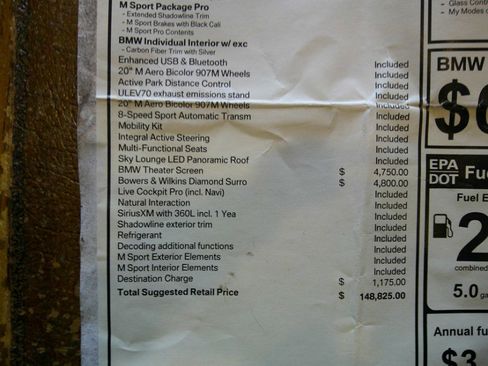 M Sport Package Pro
- Extended Shadowline Trim
- M Sport Brakes with Black Cali
- M Sport Pro Contents
BMW Individual Interior w/ exc
- Carbon Fiber Trim with Silver
Enhanced USB & Bluetooth Included
20" M Aero Bicolor 907M Wheels Included
Active Park Distance Control Included
ULEV70 exhaust emissions stand Included
20" M Aero Bicolor 907M Wheels Included
8-Speed Sport Automatic Transm Included
Mobility Kit Included
Integral Active Steering Included
Multi-Functional Seats Included
Sky Lounge LED Panoramic Roof Included
BMW Theater Screen $ 4,750.00
Bowers & Wilkins Diamond Surro $ 4,800.00
Live Cockpit Pro (incl. Navi) Included
Natural Interaction Included
SiriusXM with 360L incl. 1 Yea Included
Shadowline exterior trim Included
Refrigerant Included
Decoding additional functions Included
M Sport Exterior Elements Included
M Sport Interior Elements Included
Destination Charge $ 1,175.00
Total Suggested Retail Price $ 148,825.00
- Glass Cont
- My Modes
BMW
$
EPA
DOT
Fue
Fuel E
2
combined
5.0 ga
Annual fu
$3